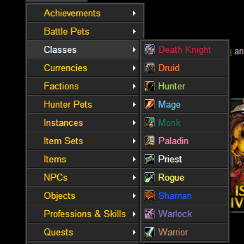 Achievements
Battle Pets
Classes
Currencies
Factions
Hunter Pets
Instances
Item Sets
Items
NPCs
Objects
Professions & Skills
Quests
Death Knight
Druid
Hunter
Mage
Monk
Paladin
Priest
Rogue
Shaman
Warlock
Warrior
an